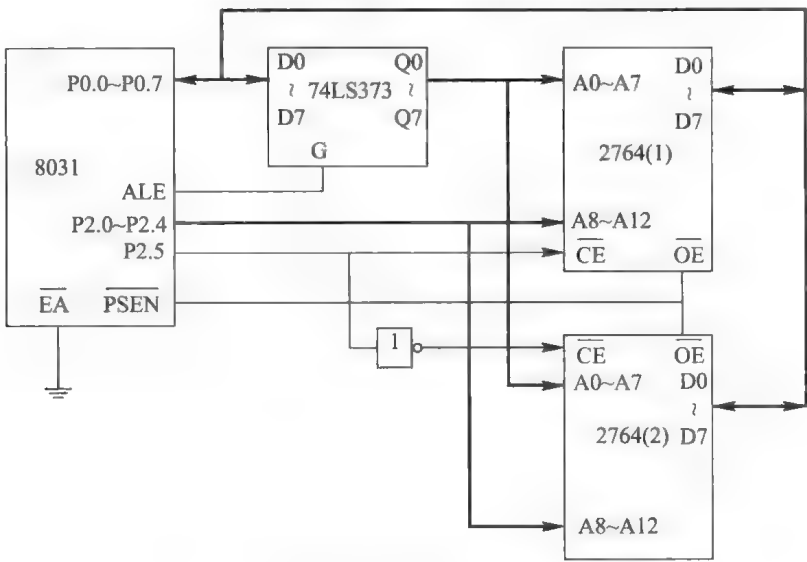 8031
P0.0~P0.7
ALE
P2.0~P2.4
P2.5
EA
PSEN
D0
~
D7
74LS373
Q0
~
Q7
G
A0~A7
D0
~
D7
2764(1)
A8~A12
CE
OE
1
CE
OE
A0~A7
D0
~
D7
2764(2)
A8~A12